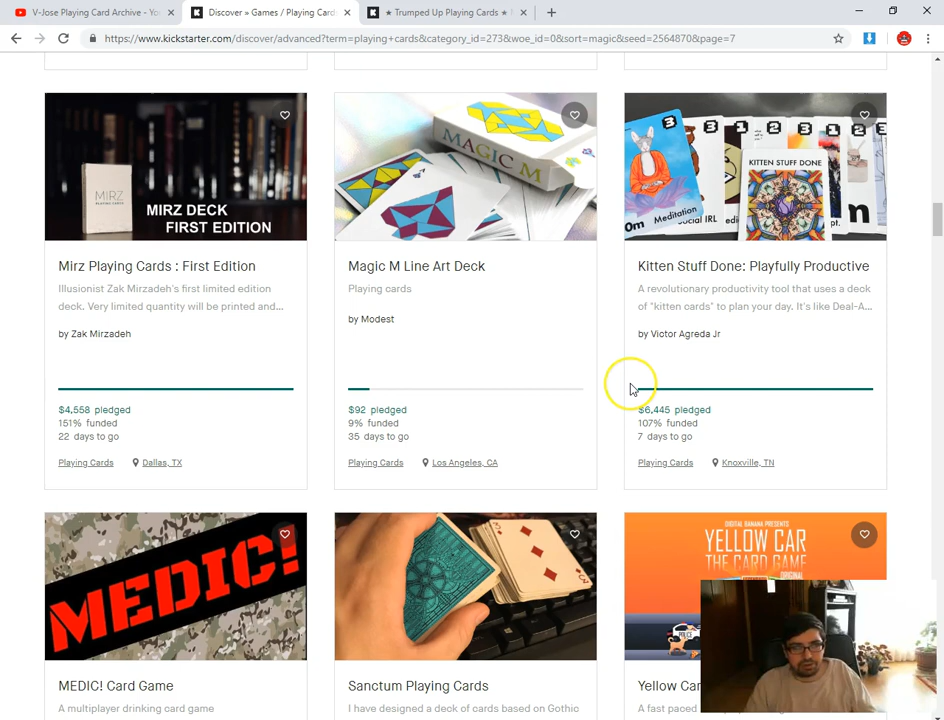 V-Jose Playing Card Archive - Yo
Discover » Games / Playing Cards
★ Trumped Up Playing Cards ★
https://www.kickstarter.com/discover/advanced?term=playing+cards&category_id=273&woe_id=0&sort=magic&seed=2564870&page=7
MIRZ
PLAYING CARDS
MIRZ DECK
FIRST EDITION
MAGIC M
KITTEN STUFF DONE
Meditation
Social IRL
Mirz Playing Cards : First Edition
Illusionist Zak Mirzadeh's first limited edition
deck. Very limited quantity will be printed and...
by Zak Mirzadeh
$4,558 pledged
151% funded
22 days to go
Playing Cards
Dallas, TX
Magic M Line Art Deck
Playing cards
by Modest
$92 pledged
9% funded
35 days to go
Playing Cards
Los Angeles, CA
Kitten Stuff Done: Playfully Productive
A revolutionary productivity tool that uses a deck
of "kitten cards" to plan your day. It's like Deal-A...
by Victor Agreda Jr
$6,445 pledged
107% funded
7 days to go
Playing Cards
Knoxville, TN
MEDIC!
DIGITAL BANANA PRESENTS
YELLOW CAR
THE CARD GAME
ORIGINAL
POLICE
MEDIC! Card Game
A multiplayer drinking card game
Sanctum Playing Cards
I have designed a deck of cards based on Gothic
Yellow Car
A fast paced